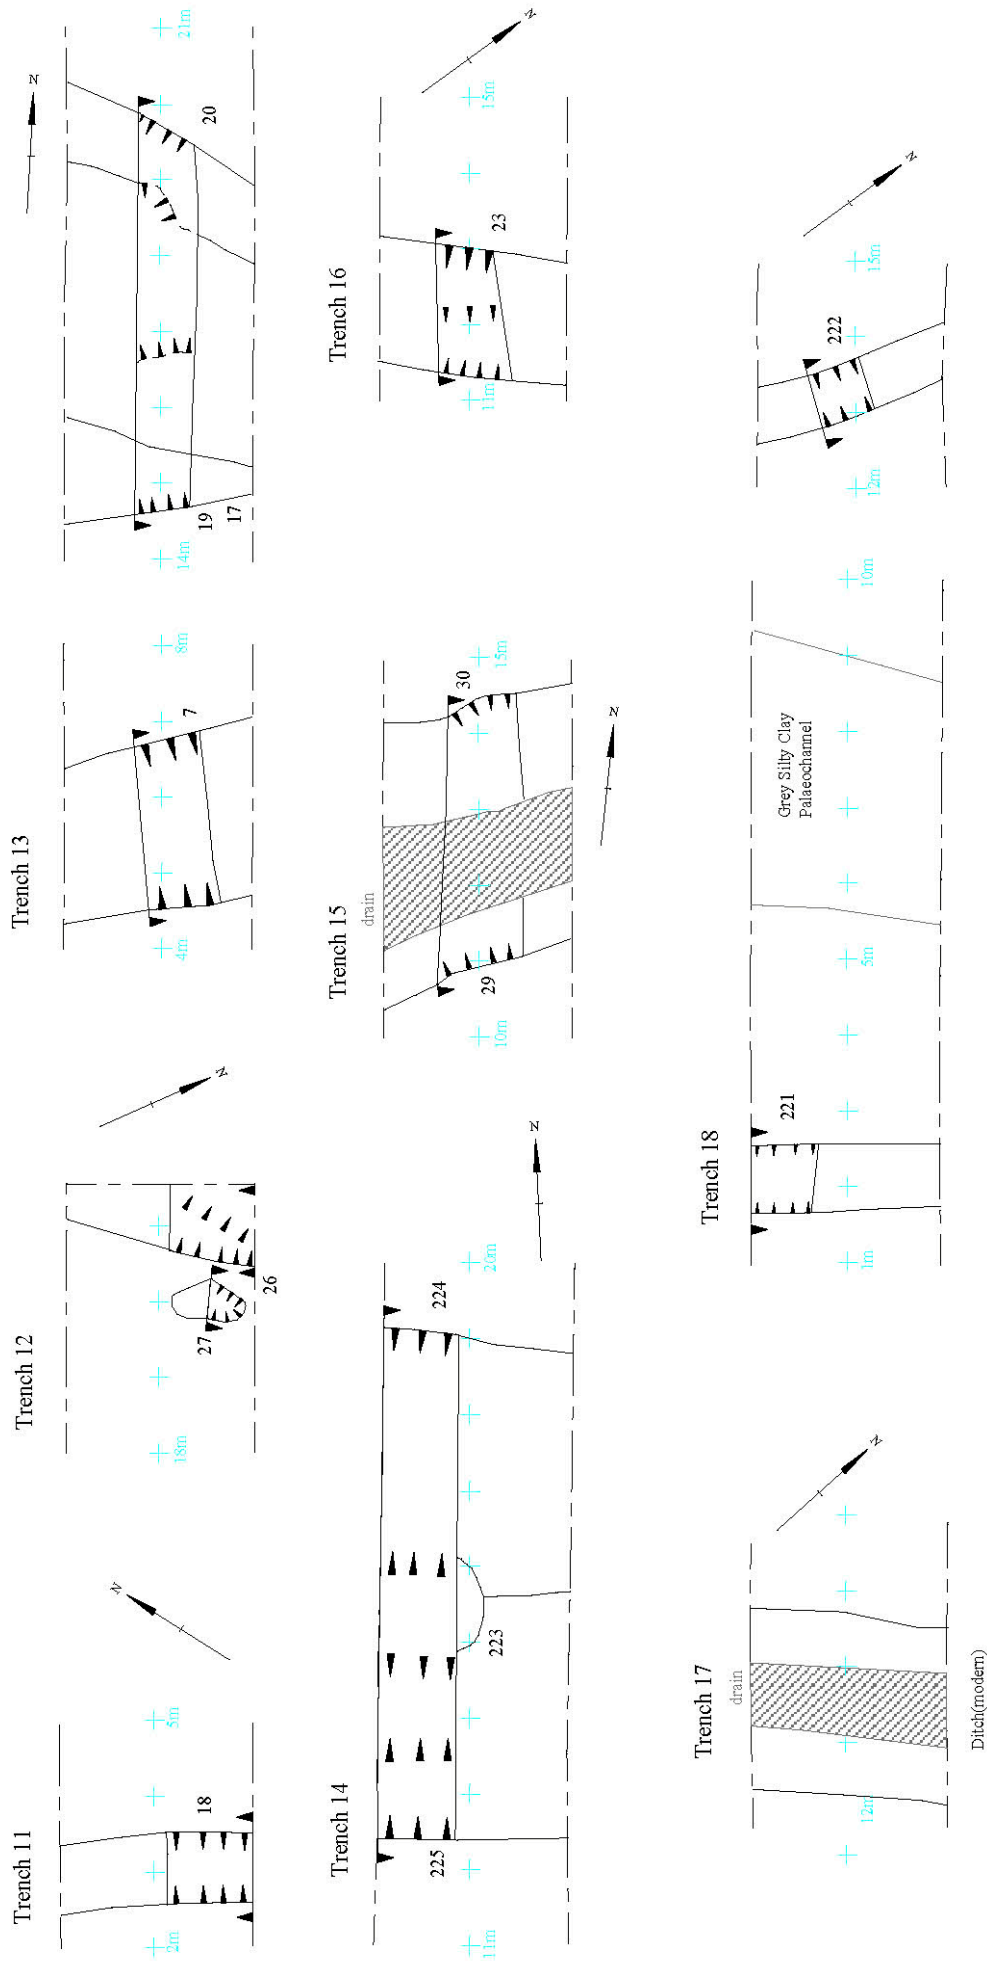 Trench 11
2m
5m
18
N
Trench 12
18m
27
26
N
Trench 13
4m
8m
7
14m
21m
19
17
20
N
Trench 14
11m
20m
225
223
224
N
Trench 15
drain
10m
15m
29
30
N
Trench 16
11m
15m
23
N
Trench 17
drain
12m
Ditch(modern)
N
Trench 18
1m
5m
10m
221
Grey Silty Clay
Palaeochannel
12m
15m
222
N